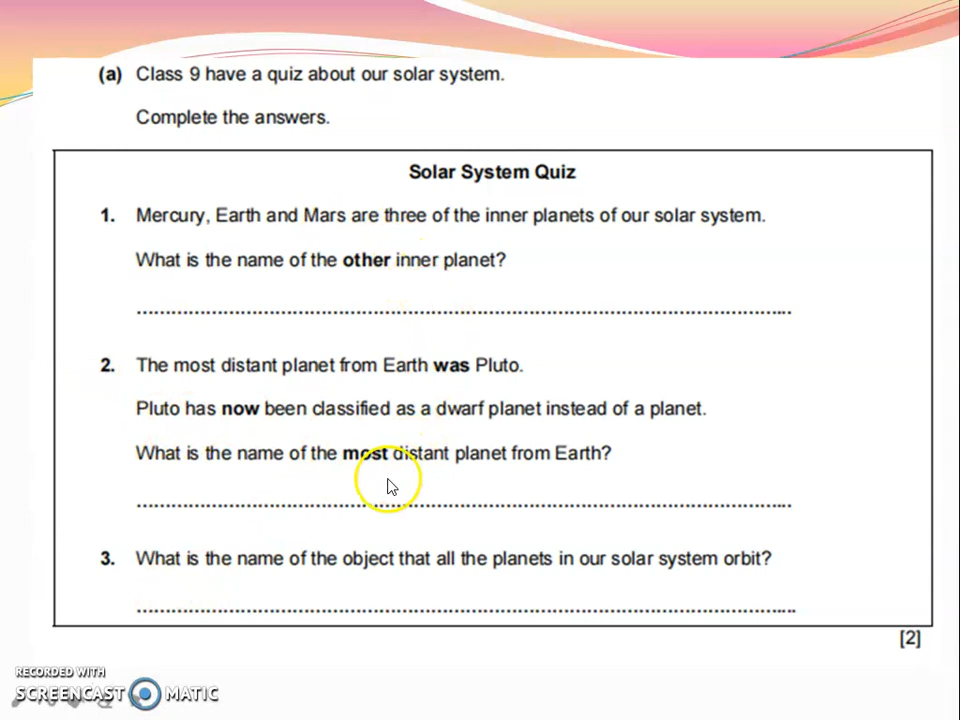 (a) Class 9 have a quiz about our solar system.
Complete the answers.
Solar System Quiz
1. Mercury, Earth and Mars are three of the inner planets of our solar system.
What is the name of the other inner planet?
2. The most distant planet from Earth was Pluto.
Pluto has now been classified as a dwarf planet instead of a planet.
What is the name of the most distant planet from Earth?
3. What is the name of the object that all the planets in our solar system orbit?
[2]
RECORDED WITH
SCREENCAST MATIC